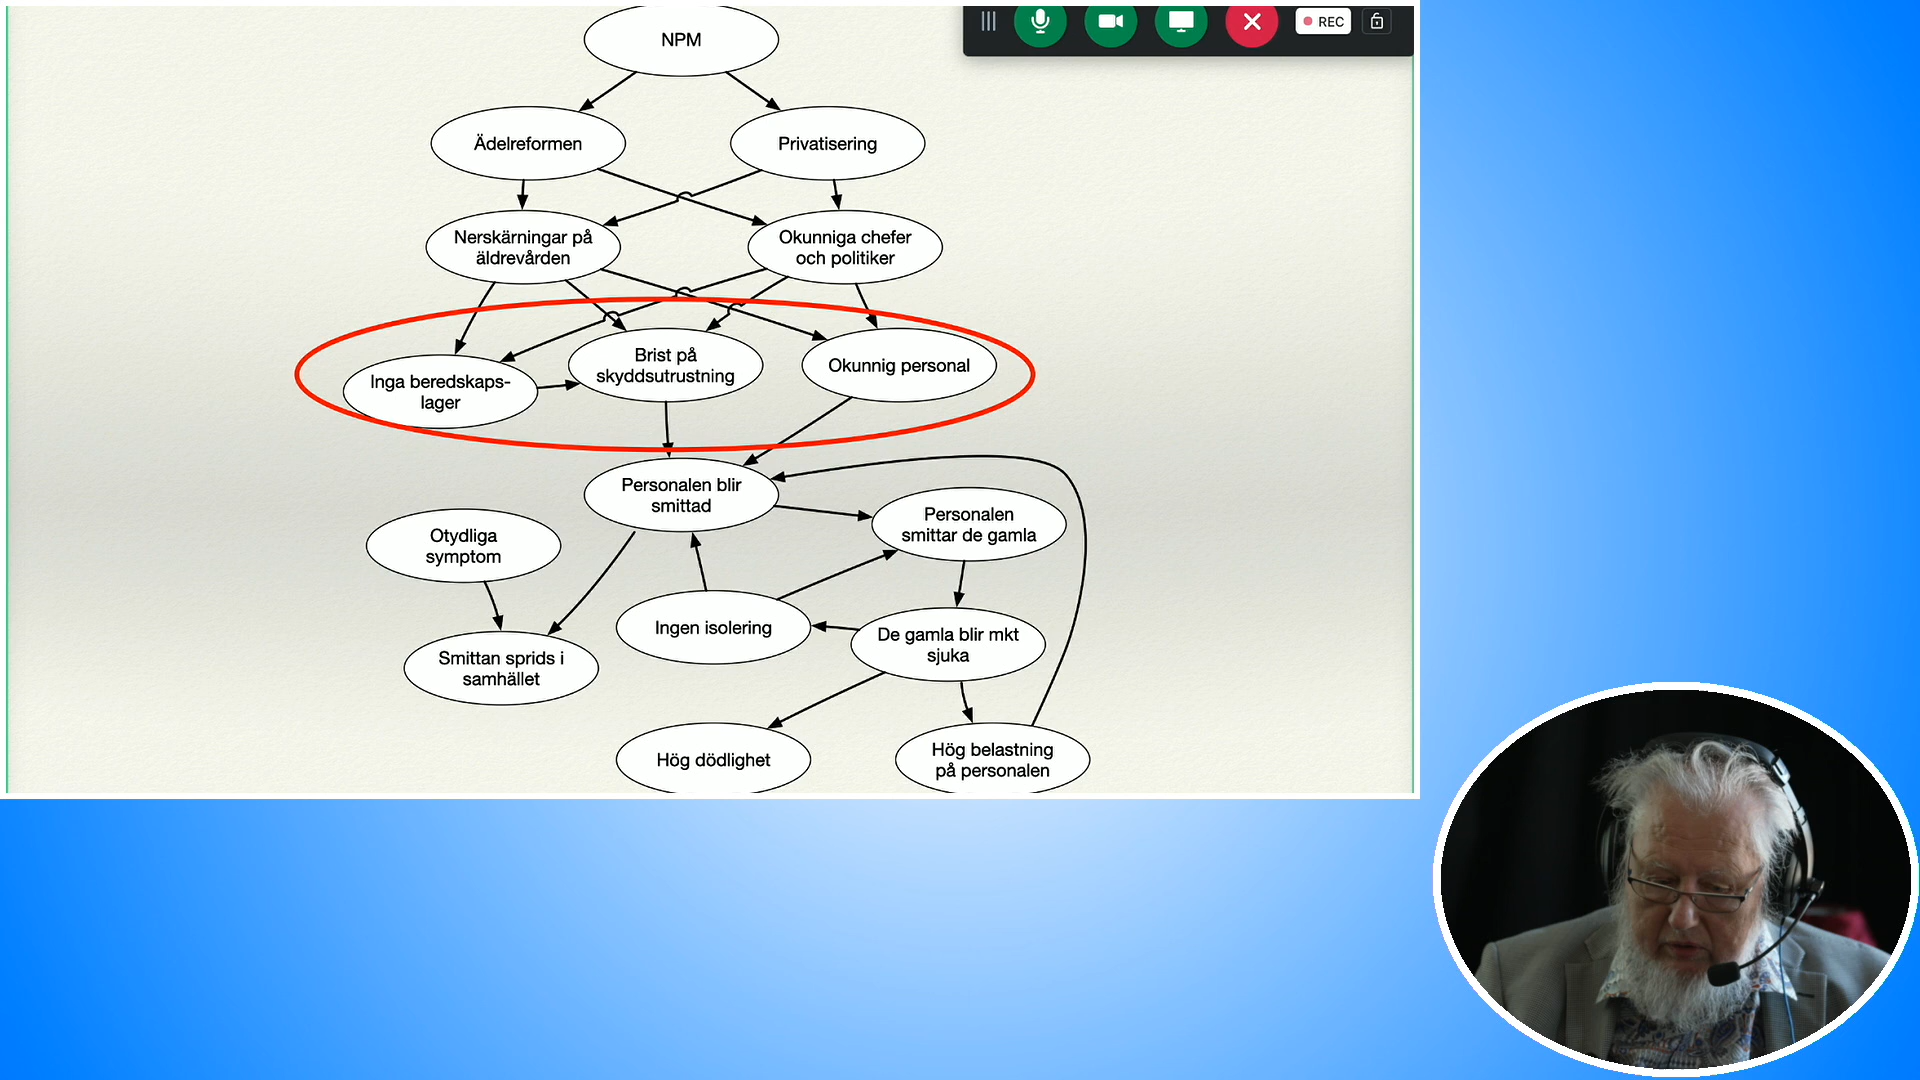 NPM
REC
Ädelreformen
Privatisering
Nerskärningar på
äldrevården
Okunniga chefer
och politiker
Inga beredskaps-
lager
Brist på
skyddsutrustning
Okunnig personal
Personalen blir
smittad
Personalen
smittar de gamla
Otydliga
symptom
Ingen isolering
De gamla blir mkt
sjuka
Smittan sprids i
samhället
Hög dödlighet
Hög belastning
på personalen